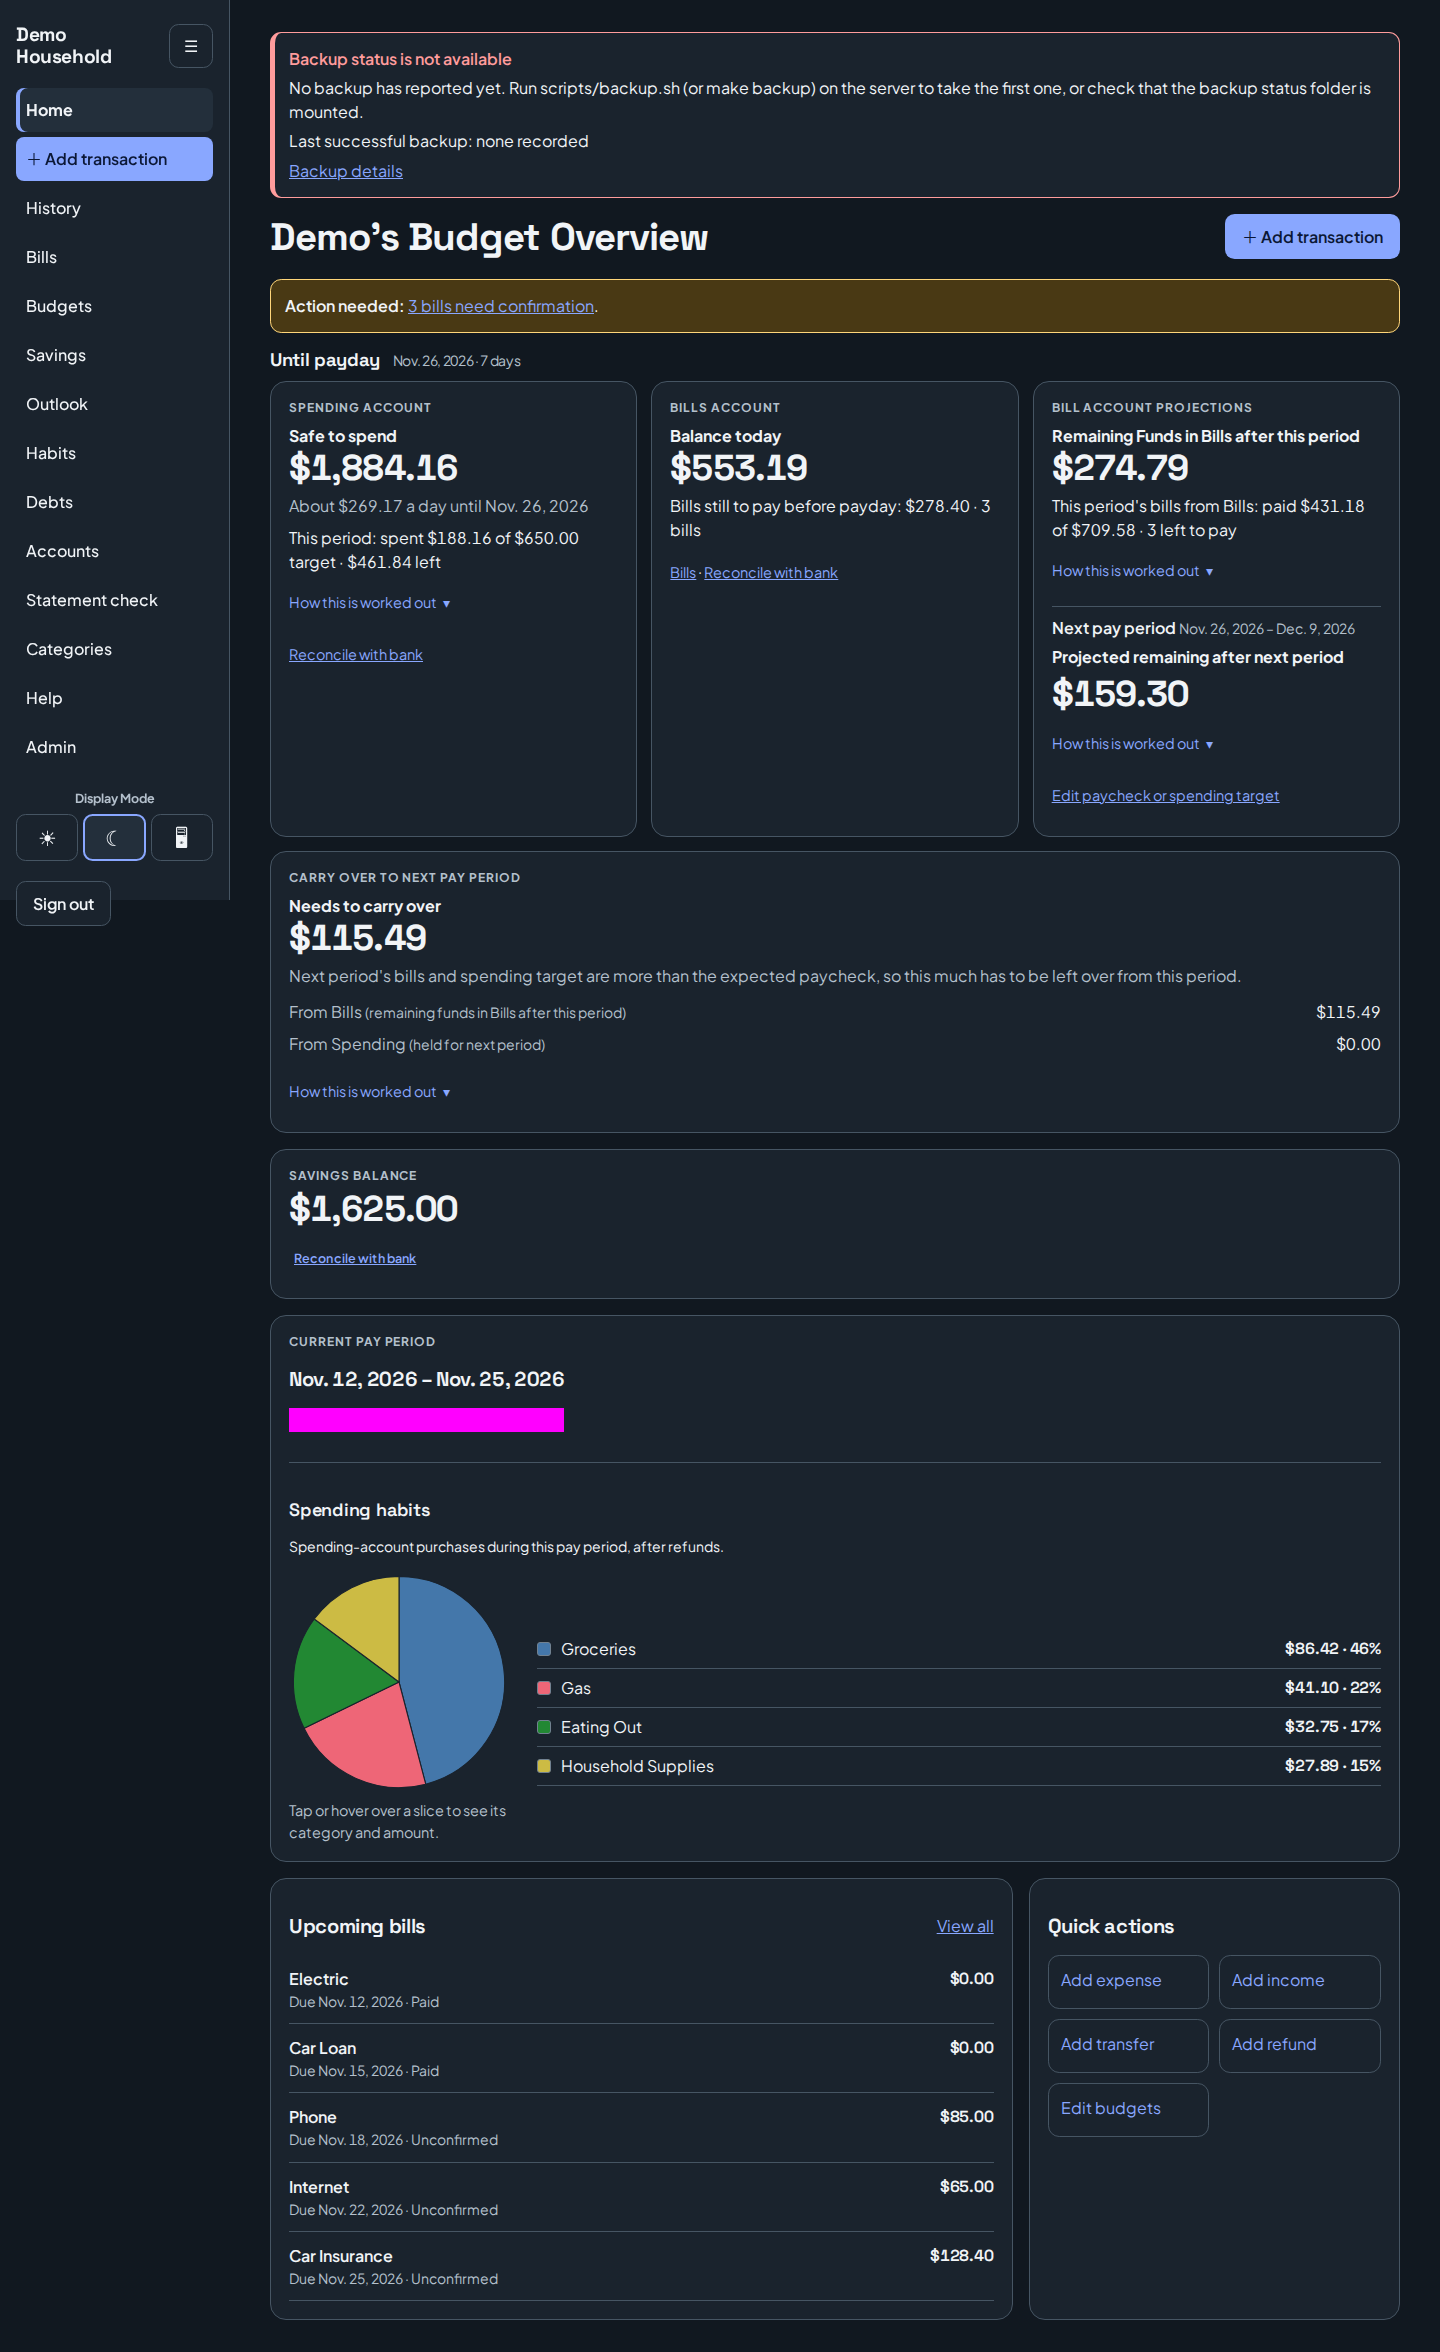 Demo
Household
☰
Home
+ Add transaction
History
Bills
Budgets
Savings
Outlook
Habits
Debts
Accounts
Statement check
Categories
Help
Admin
Display Mode
Sign out
Backup status is not available
No backup has reported yet. Run scripts/backup.sh (or make backup) on the server to take the first one, or check that the backup status folder is
mounted.
Last successful backup: none recorded
Backup details
Demo's Budget Overview
+ Add transaction
Action needed: 3 bills need confirmation.
Until payday Nov. 26, 2026 · 7 days
SPENDING ACCOUNT
Safe to spend
$1,884.16
About $269.17 a day until Nov. 26, 2026
This period: spent $188.16 of $650.00
target · $461.84 left
How this is worked out ▾
Reconcile with bank
BILLS ACCOUNT
Balance today
$553.19
Bills still to pay before payday: $278.40 · 3
bills
Bills · Reconcile with bank
BILL ACCOUNT PROJECTIONS
Remaining Funds in Bills after this period
$274.79
This period's bills from Bills: paid $431.18
of $709.58 · 3 left to pay
How this is worked out ▾
Next pay period Nov. 26, 2026 – Dec. 9, 2026
Projected remaining after next period
$159.30
How this is worked out ▾
Edit paycheck or spending target
CARRY OVER TO NEXT PAY PERIOD
Needs to carry over
$115.49
Next period's bills and spending target are more than the expected paycheck, so this much has to be left over from this period.
From Bills (remaining funds in Bills after this period) $115.49
From Spending (held for next period) $0.00
How this is worked out ▾
SAVINGS BALANCE
$1,625.00
Reconcile with bank
CURRENT PAY PERIOD
Nov. 12, 2026 – Nov. 25, 2026
Spending habits
Spending-account purchases during this pay period, after refunds.
Groceries $86.42 · 46%
Gas $41.10 · 22%
Eating Out $32.75 · 17%
Household Supplies $27.89 · 15%
Tap or hover over a slice to see its
category and amount.
Upcoming bills View all
Electric $0.00
Due Nov. 12, 2026 · Paid
Car Loan $0.00
Due Nov. 15, 2026 · Paid
Phone $85.00
Due Nov. 18, 2026 · Unconfirmed
Internet $65.00
Due Nov. 22, 2026 · Unconfirmed
Car Insurance $128.40
Due Nov. 25, 2026 · Unconfirmed
Quick actions
Add expense Add income
Add transfer Add refund
Edit budgets